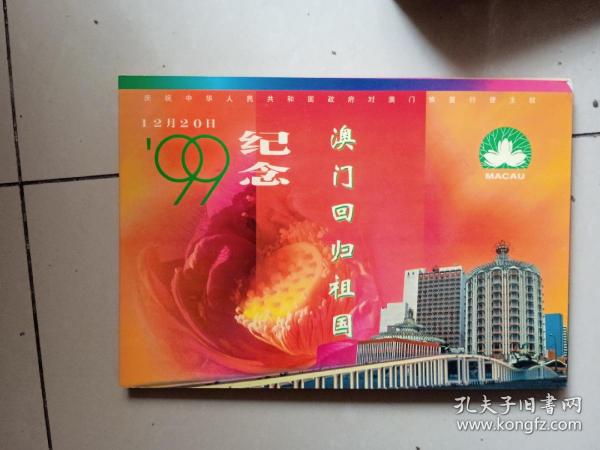 庆祝中华人民共和国政府对澳门恢复行使主权
12月20日
'99
纪念
澳门回归祖国
MACAU
孔夫子旧书网
www.kongfz.com